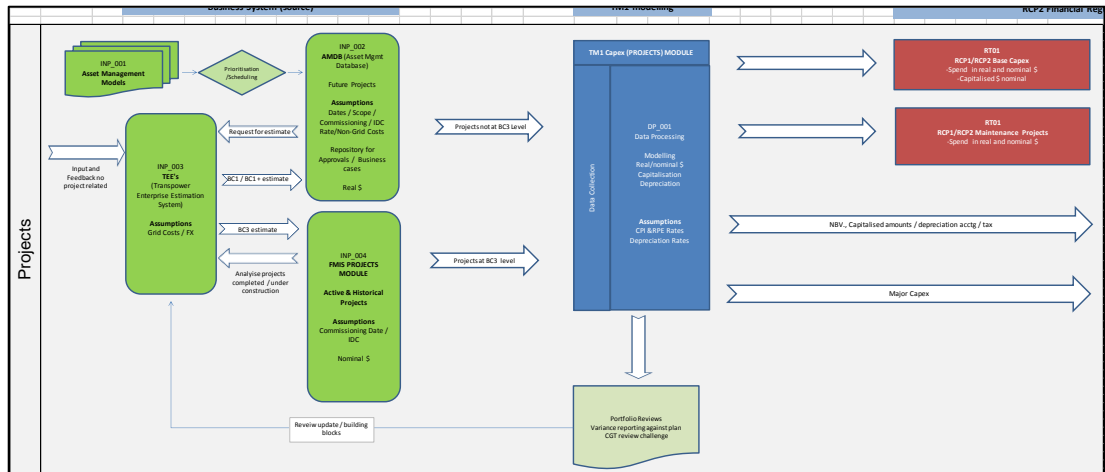 Business System (source)
TM1 Modelling
RCP2 Financial Reg
Projects
INP_001
Asset Management
Models
Prioritisation
/Scheduling
INP_002
AMDB (Asset Mgmt
Database)
Future Projects
Assumptions
Dates / Scope /
Commissioning / IDC
Rate/Non-Grid Costs
Repository for
Approvals / Business
cases
Real $
Request for estimate
BC1 / BC1 + estimate
Input and
Feedback no
project related
INP_003
TEE's
(Transpower
Enterprise Estimation
System)
Assumptions
Grid Costs / FX
BC3 estimate
Analyise projects
completed / under
construction
INP_004
FMIS PROJECTS
MODULE
Active & Historical
Projects
Assumptions
Commissioning Date /
IDC
Nominal $
Projects not at BC3 Level
Projects at BC3 level
TM1 Capex (PROJECTS) MODULE
Data Collection
DP_001
Data Processing
Modelling
Real/nominal $
Capitalisation
Depreciation
Assumptions
CPI &RPE Rates
Depreciation Rates
RT01
RCP1/RCP2 Base Capex
-Spend in real and nominal $
-Capitalised $ nominal
RT01
RCP1/RCP2 Maintenance Projects
-Spend in real and nominal $
NBV., Capitalised amounts / depreciation acctg / tax
Major Capex
Portfolio Reviews
Variance reporting against plan
CGT review challenge
Reveiw update / building
blocks